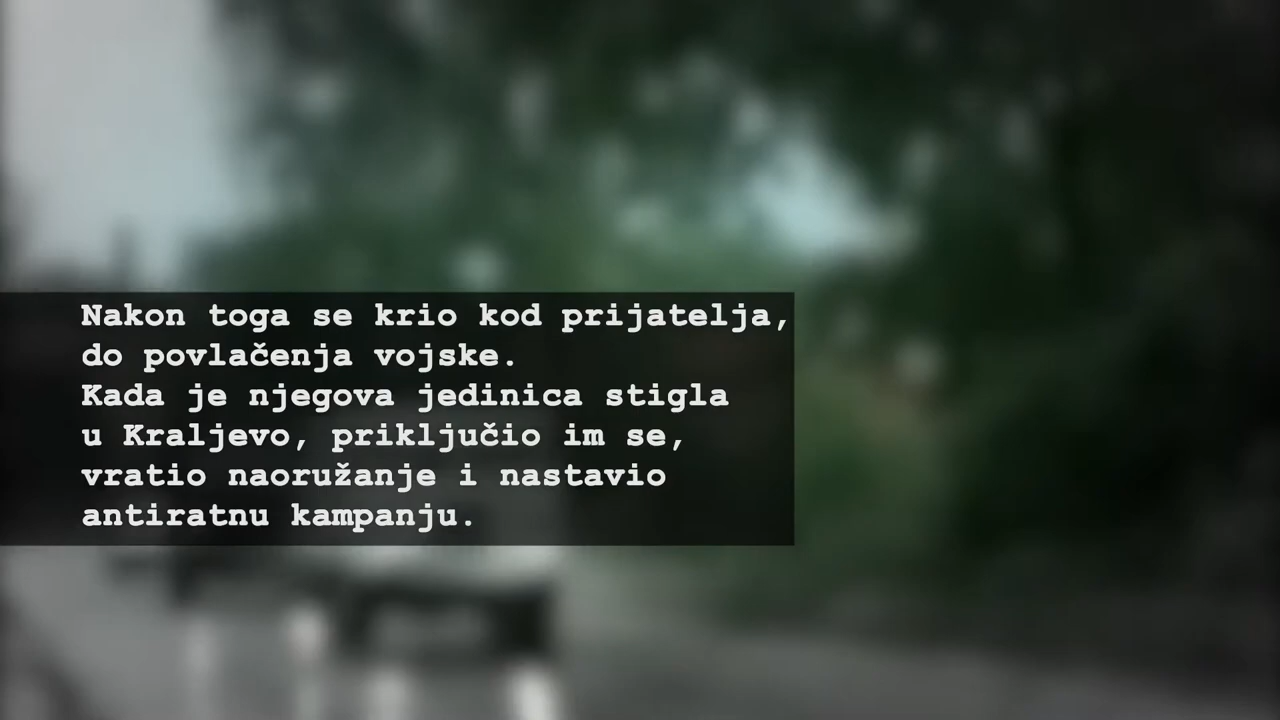 Nakon toga se krio kod prijatelja,
do povlačenja vojske.
Kada je njegova jedinica stigla
u Kraljevo, priključio im se,
vratio naoružanje i nastavio
antiratnu kampanju.